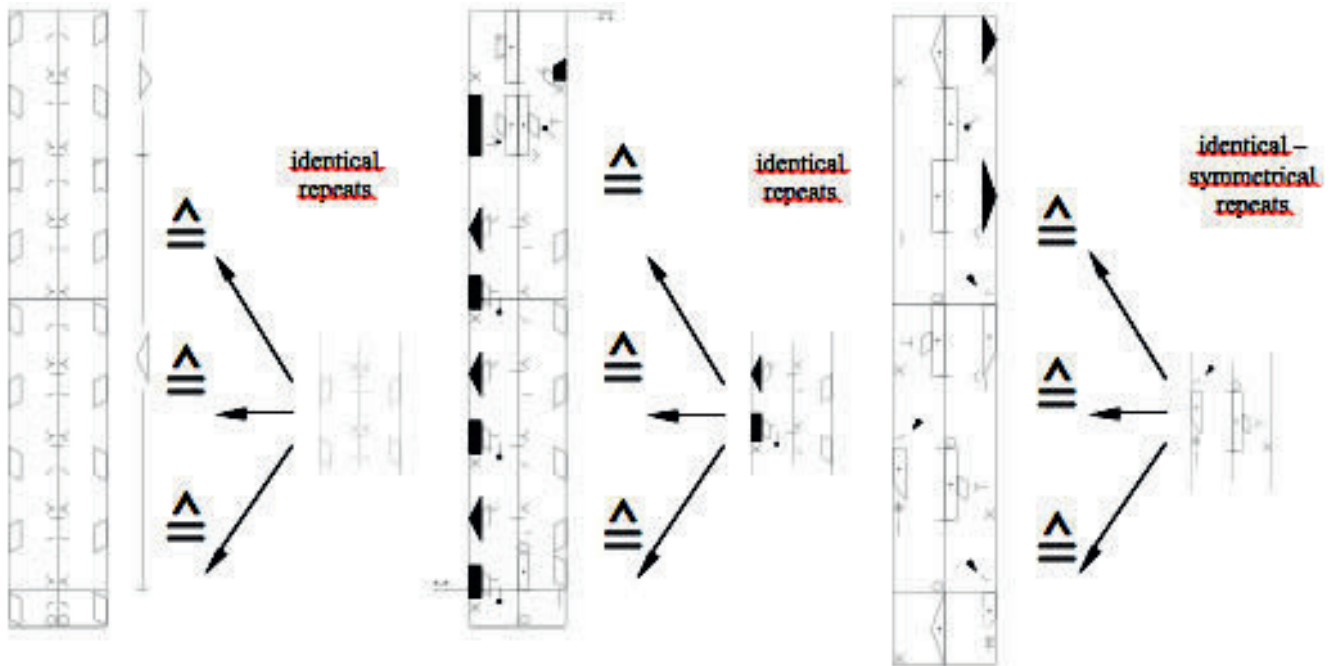 identical
repeats
identical
repeats
identical –
symmetrical
repeats